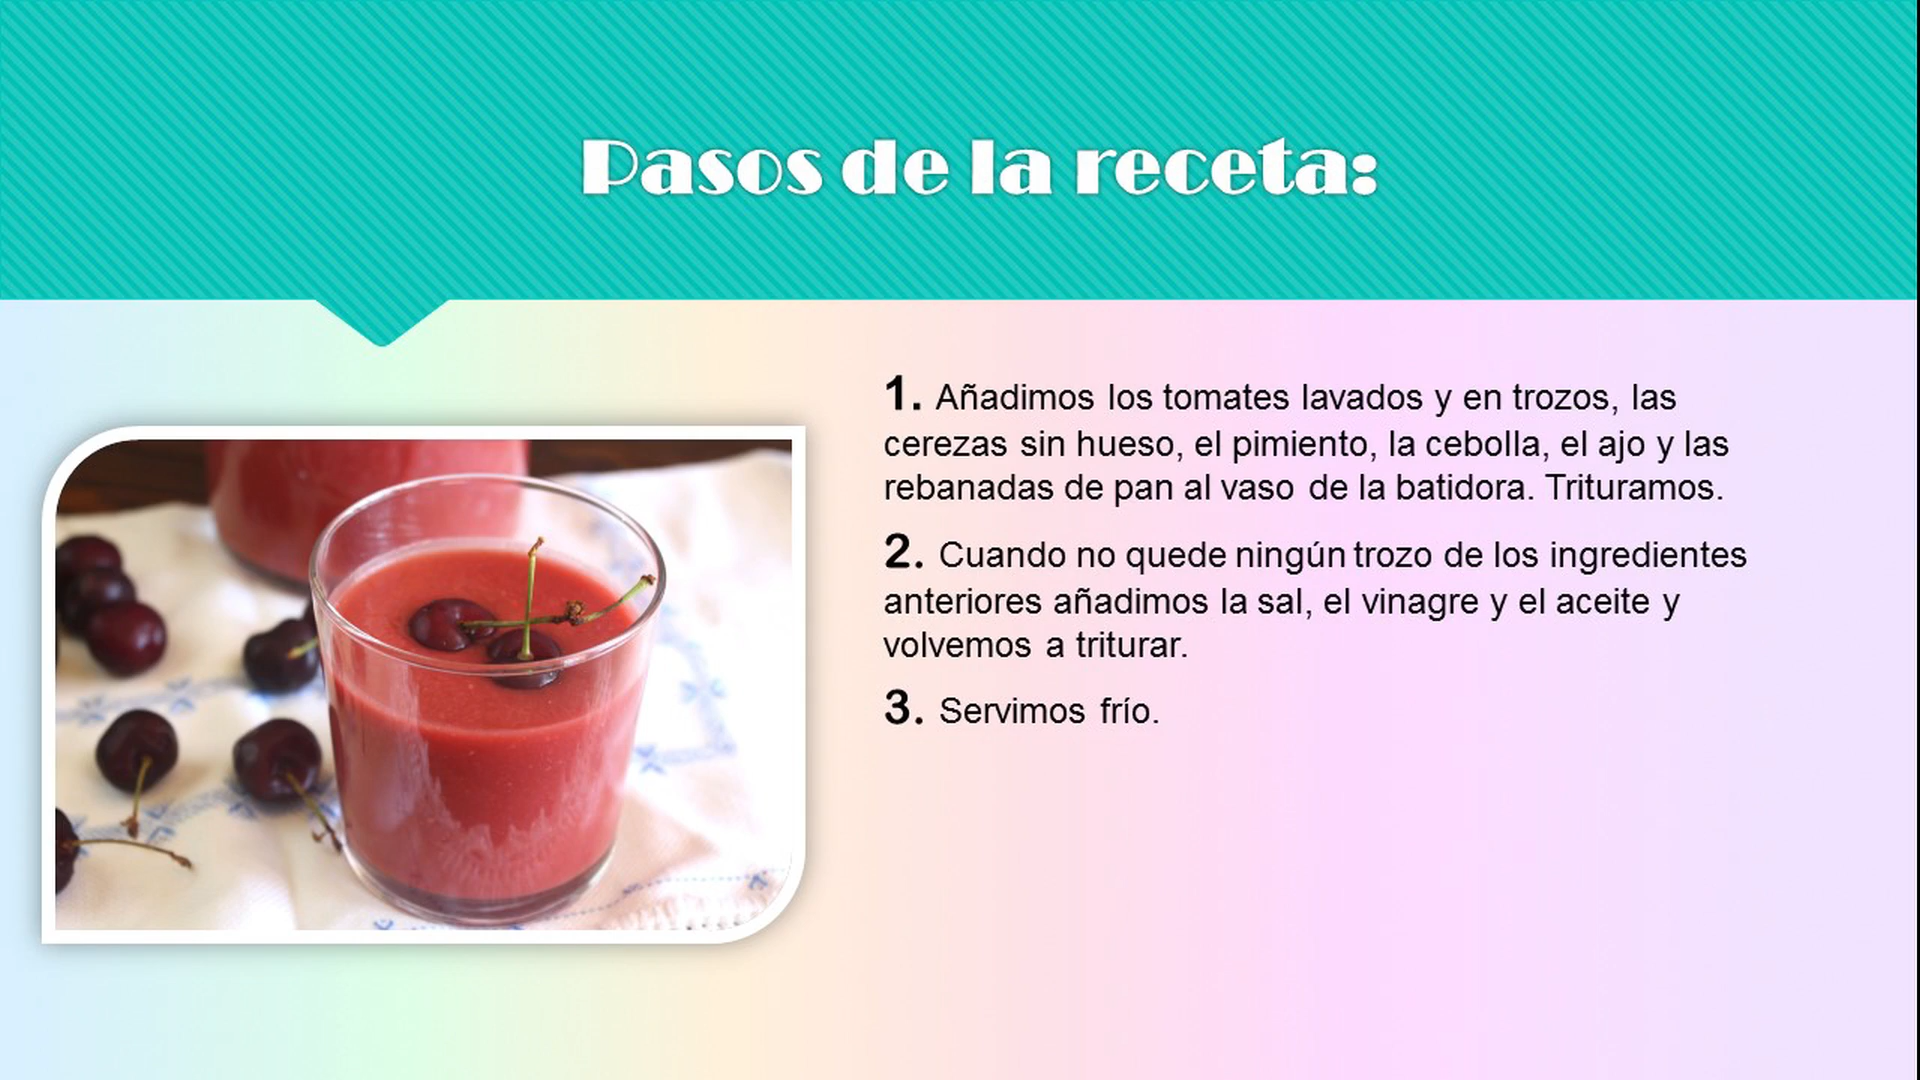 Pasos de la receta:
1. Añadimos los tomates lavados y en trozos, las
cerezas sin hueso, el pimiento, la cebolla, el ajo y las
rebanadas de pan al vaso de la batidora. Trituramos.
2. Cuando no quede ningún trozo de los ingredientes
anteriores añadimos la sal, el vinagre y el aceite y
volvemos a triturar.
3. Servimos frío.